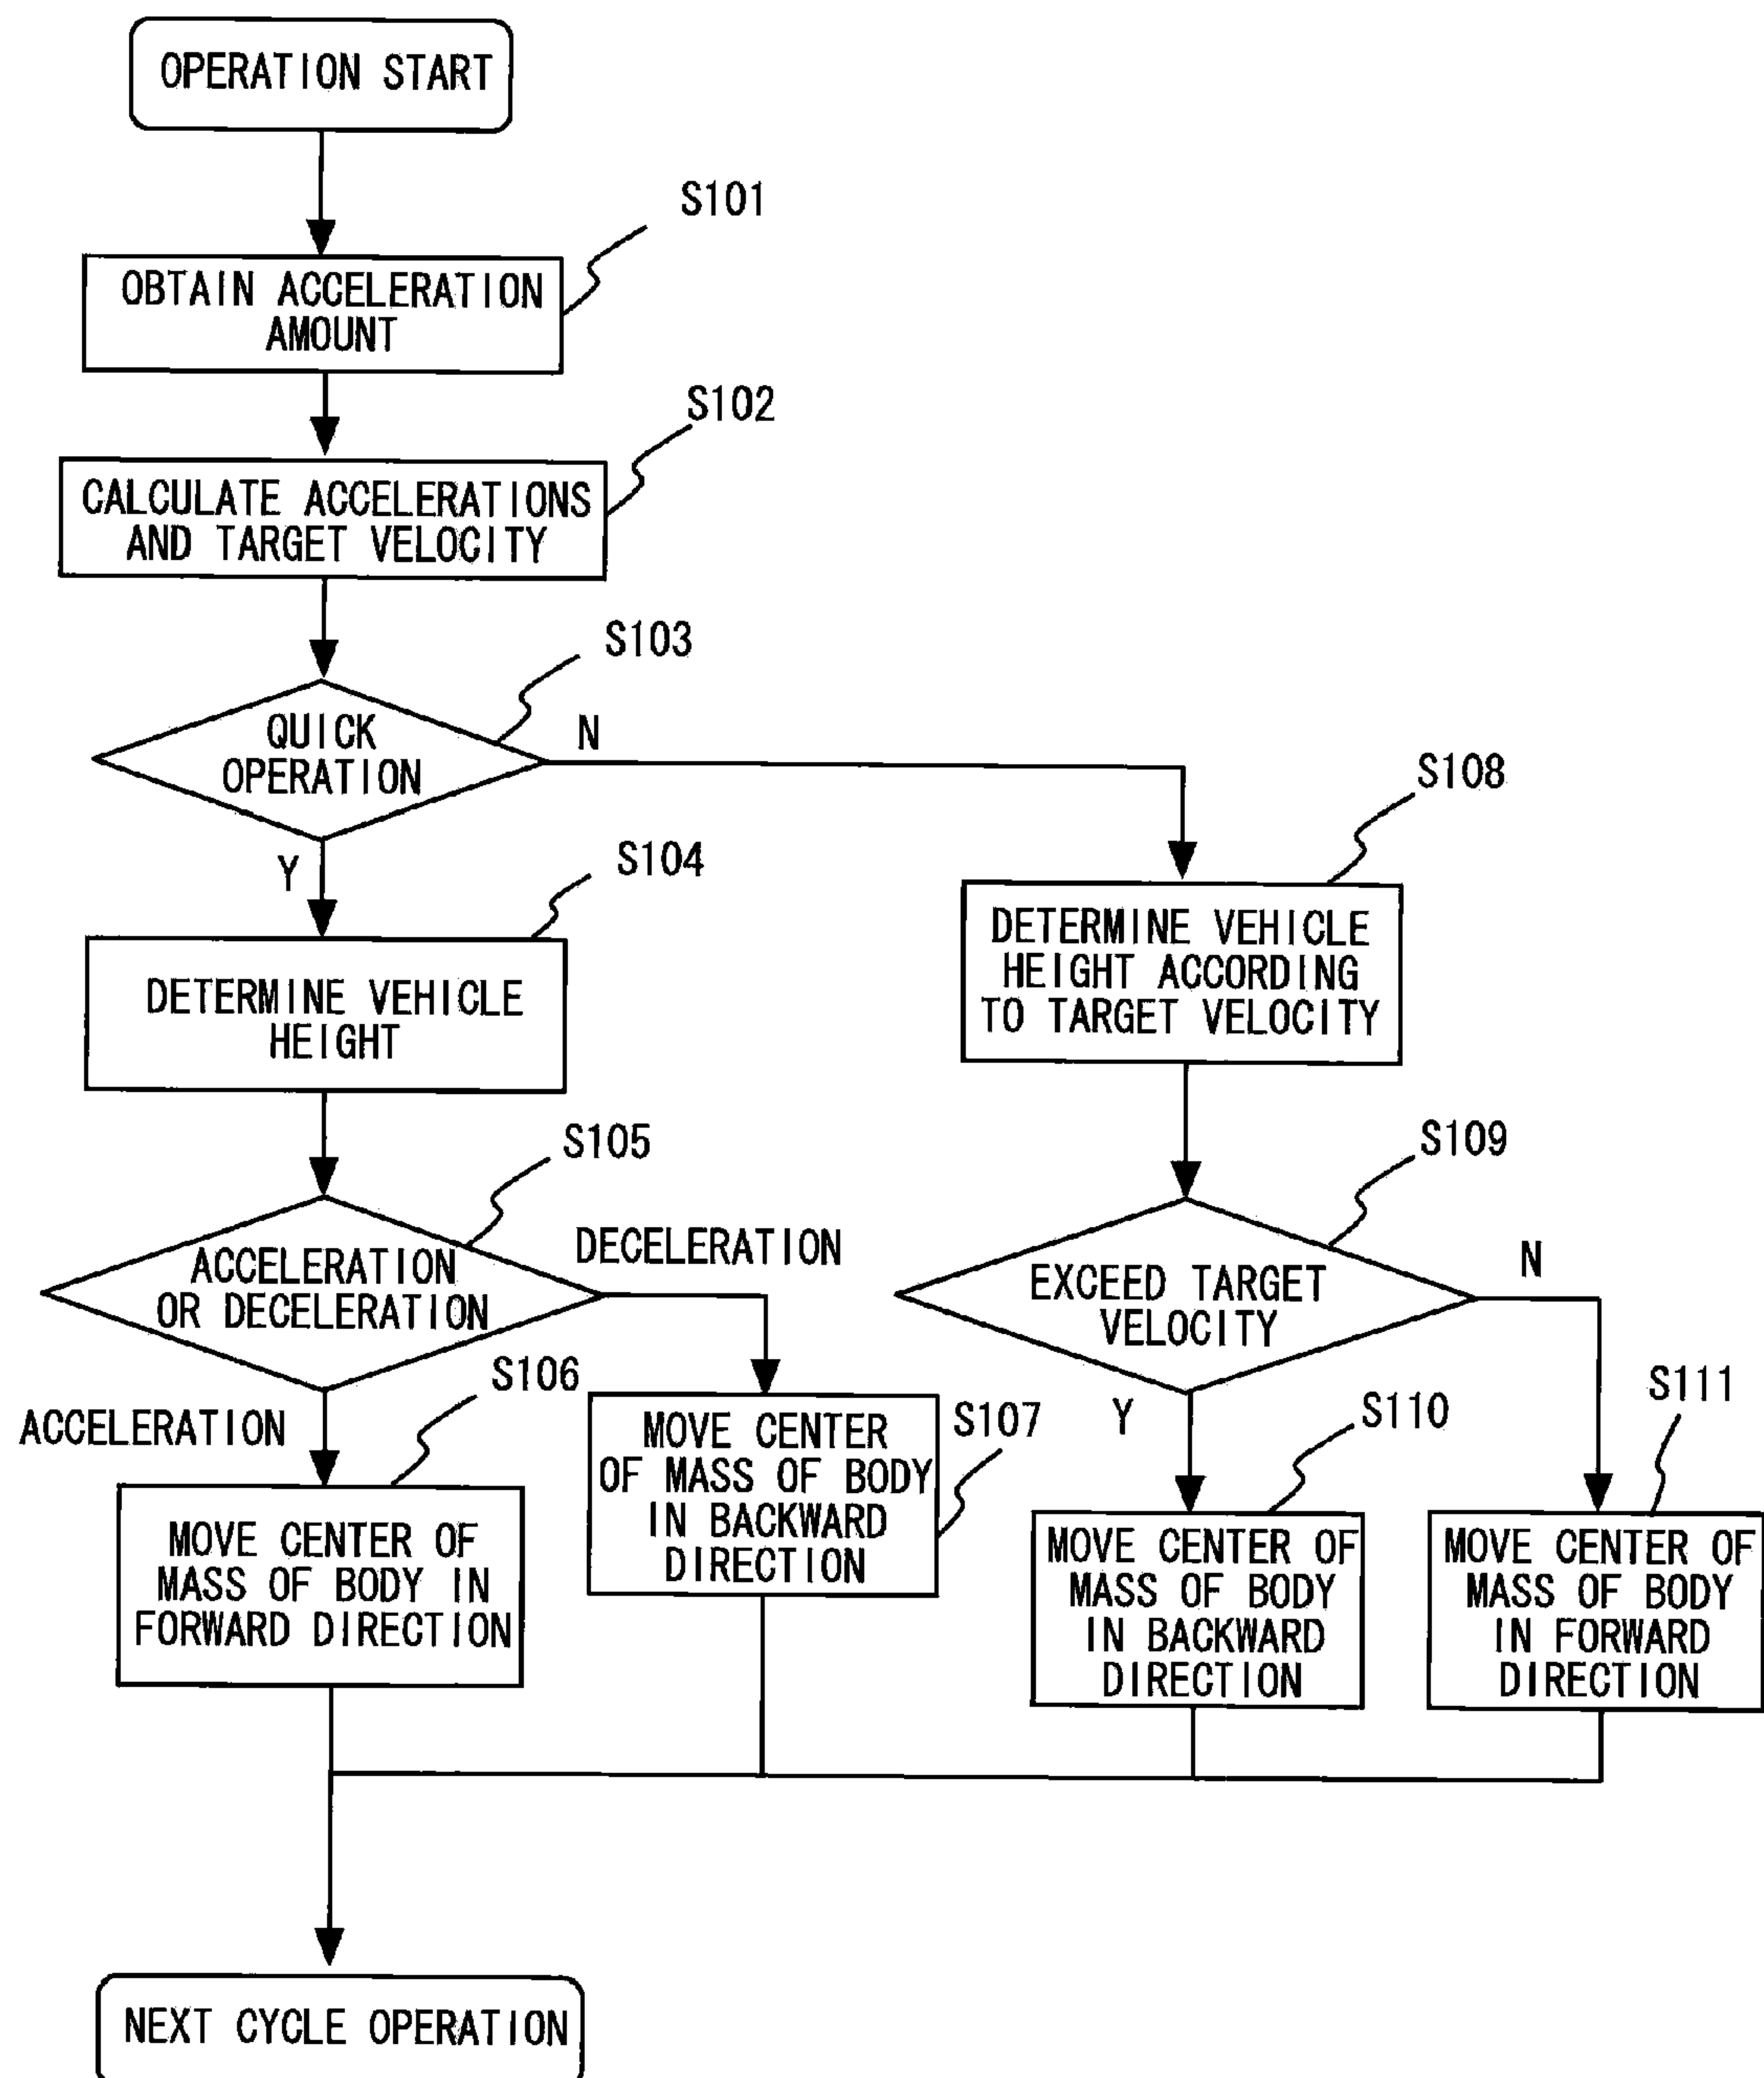 OPERATION START
S101
OBTAIN ACCELERATION
AMOUNT
S102
CALCULATE ACCELERATIONS
AND TARGET VELOCITY
S103
QUICK
OPERATION
N
Y
S104
DETERMINE VEHICLE
HEIGHT
S108
DETERMINE VEHICLE
HEIGHT ACCORDING
TO TARGET VELOCITY
S105
ACCELERATION
OR DECELERATION
DECELERATION
ACCELERATION
S106
MOVE CENTER OF
MASS OF BODY IN
FORWARD DIRECTION
S107
MOVE CENTER
OF MASS OF BODY
IN BACKWARD
DIRECTION
S109
EXCEED TARGET
VELOCITY
N
Y
S110
MOVE CENTER OF
MASS OF BODY
IN BACKWARD
DIRECTION
S111
MOVE CENTER OF
MASS OF BODY
IN FORWARD
DIRECTION
NEXT CYCLE OPERATION